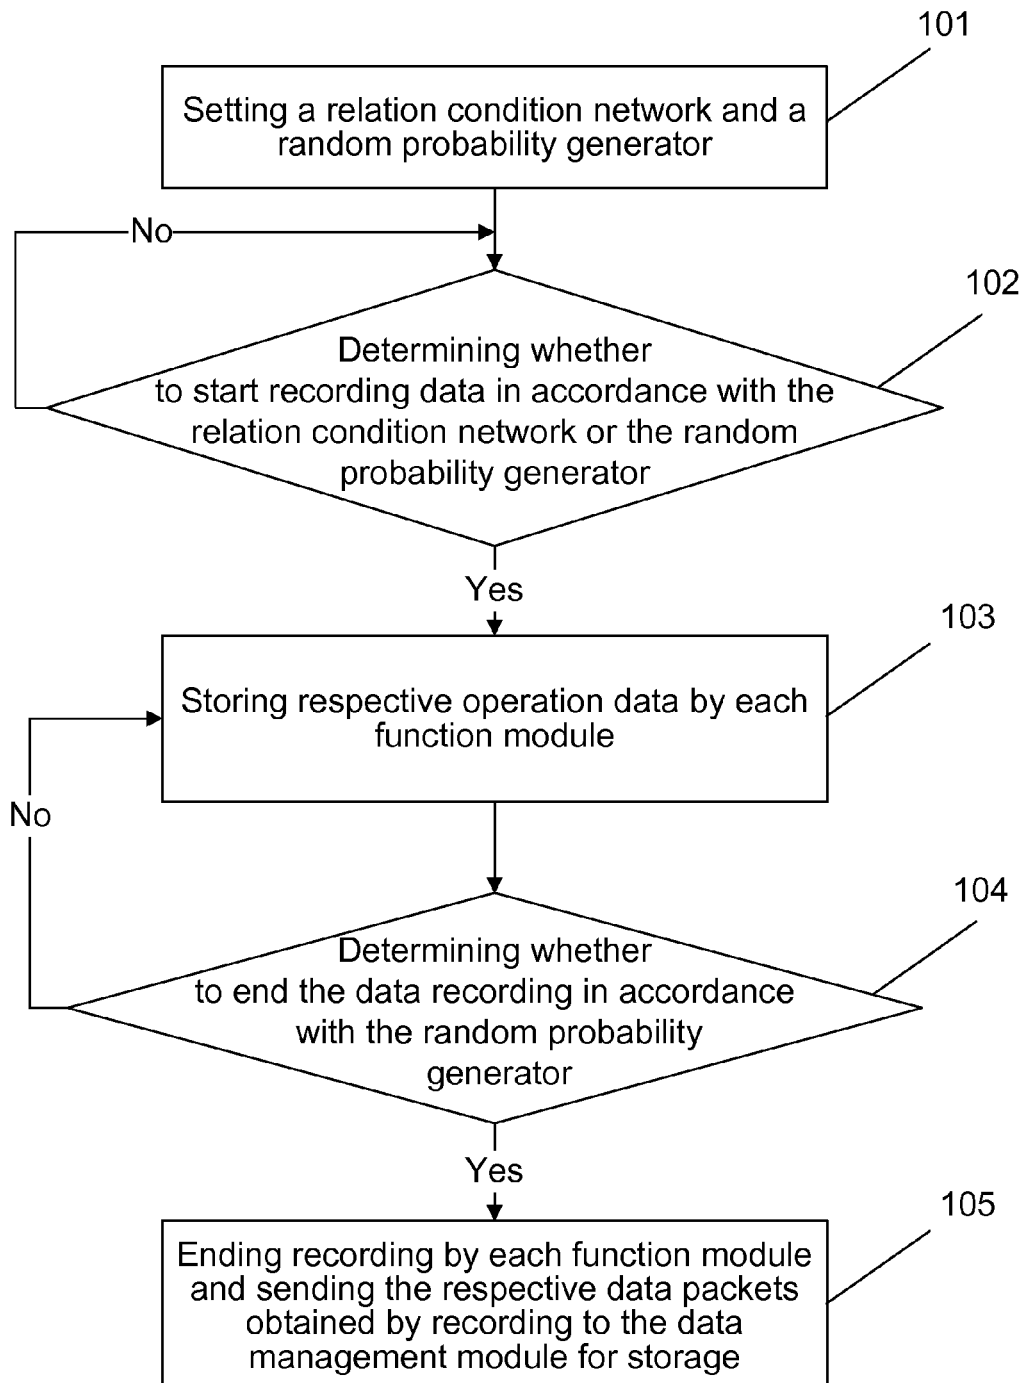 101
Setting a relation condition network and a
random probability generator
No
102
Determining whether
to start recording data in accordance with the
relation condition network or the random
probability generator
Yes
103
Storing respective operation data by each
function module
No
104
Determining whether
to end the data recording in accordance
with the random probability
generator
Yes
105
Ending recording by each function module
and sending the respective data packets
obtained by recording to the data
management module for storage